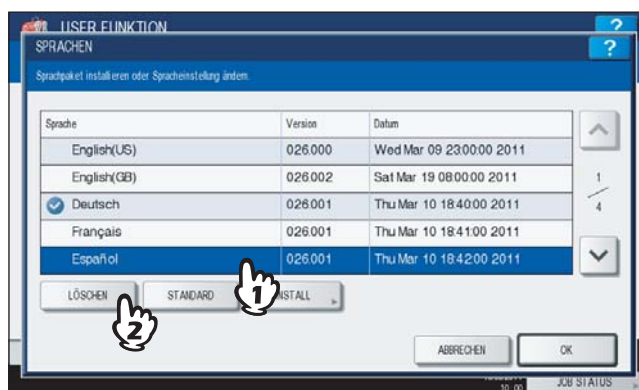 USER FUNKTION ?
SPRACHEN ?
Sprachpaket installieren oder Spracheinstellung ändern.
Sprache Version Datum
English(US) 026.000 Wed Mar 09 23:00:00 2011
English(GB) 026.002 Sat Mar 19 08:00:00 2011
1
Deutsch 026.001 Thu Mar 10 18:40:00 2011
4
Français 026.001 Thu Mar 10 18:41:00 2011
Español 026.001 Thu Mar 10 18:42:00 2011
LÖSCHEN STANDARD NSTALL
1
2
ABBRECHEN OK
JOB STATUS